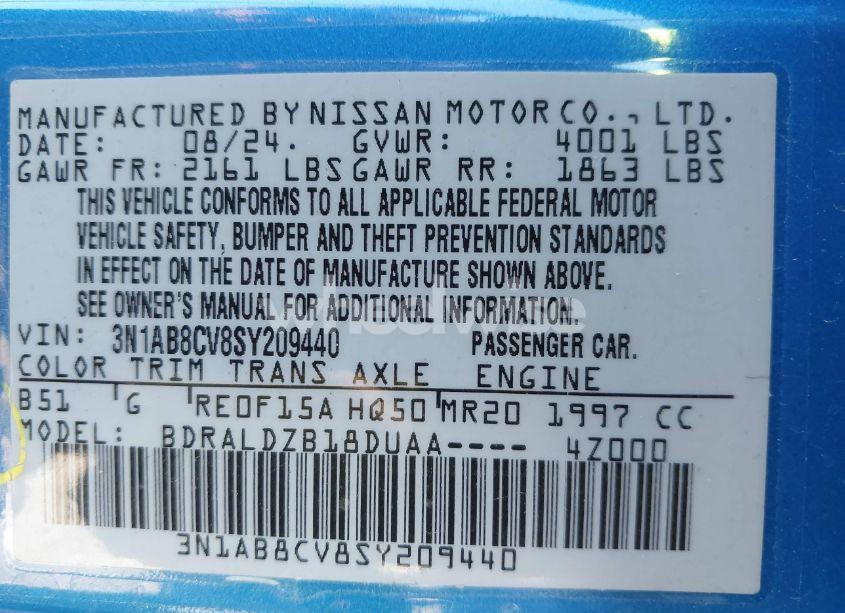 MANUFACTURED BY NISSAN MOTOR CO., LTD.
DATE: 08/24. GVWR: 4001 LBS
GAWR FR: 2161 LBS GAWR RR: 1863 LBS
THIS VEHICLE CONFORMS TO ALL APPLICABLE FEDERAL MOTOR
VEHICLE SAFETY, BUMPER AND THEFT PREVENTION STANDARDS
IN EFFECT ON THE DATE OF MANUFACTURE SHOWN ABOVE.
SEE OWNER'S MANUAL FOR ADDITIONAL INFORMATION.
VIN: 3N1AB8CV8SY209440 PASSENGER CAR.
COLOR TRIM TRANS AXLE ENGINE
B51 G RE0F15A HQ50 MR20 1997 CC
MODEL: BDRALDZB18DUAA---- 4Z000
3N1AB8CV8SY209440